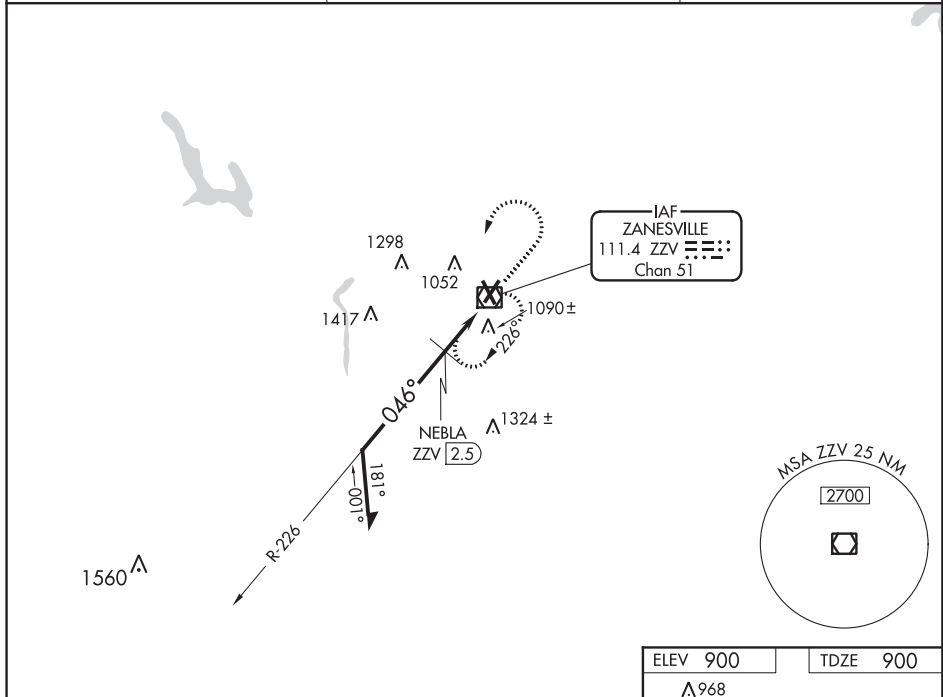 IAF
ZANESVILLE
111.4 ZZV
Chan 51
1298
1052
1417
1090 ±
226°
046°
NEBLA
ZZV 2.5
1324 ±
181°
001°
R-226
1560
MSA ZZV 25 NM
2700
ELEV 900
TDZE 900
968